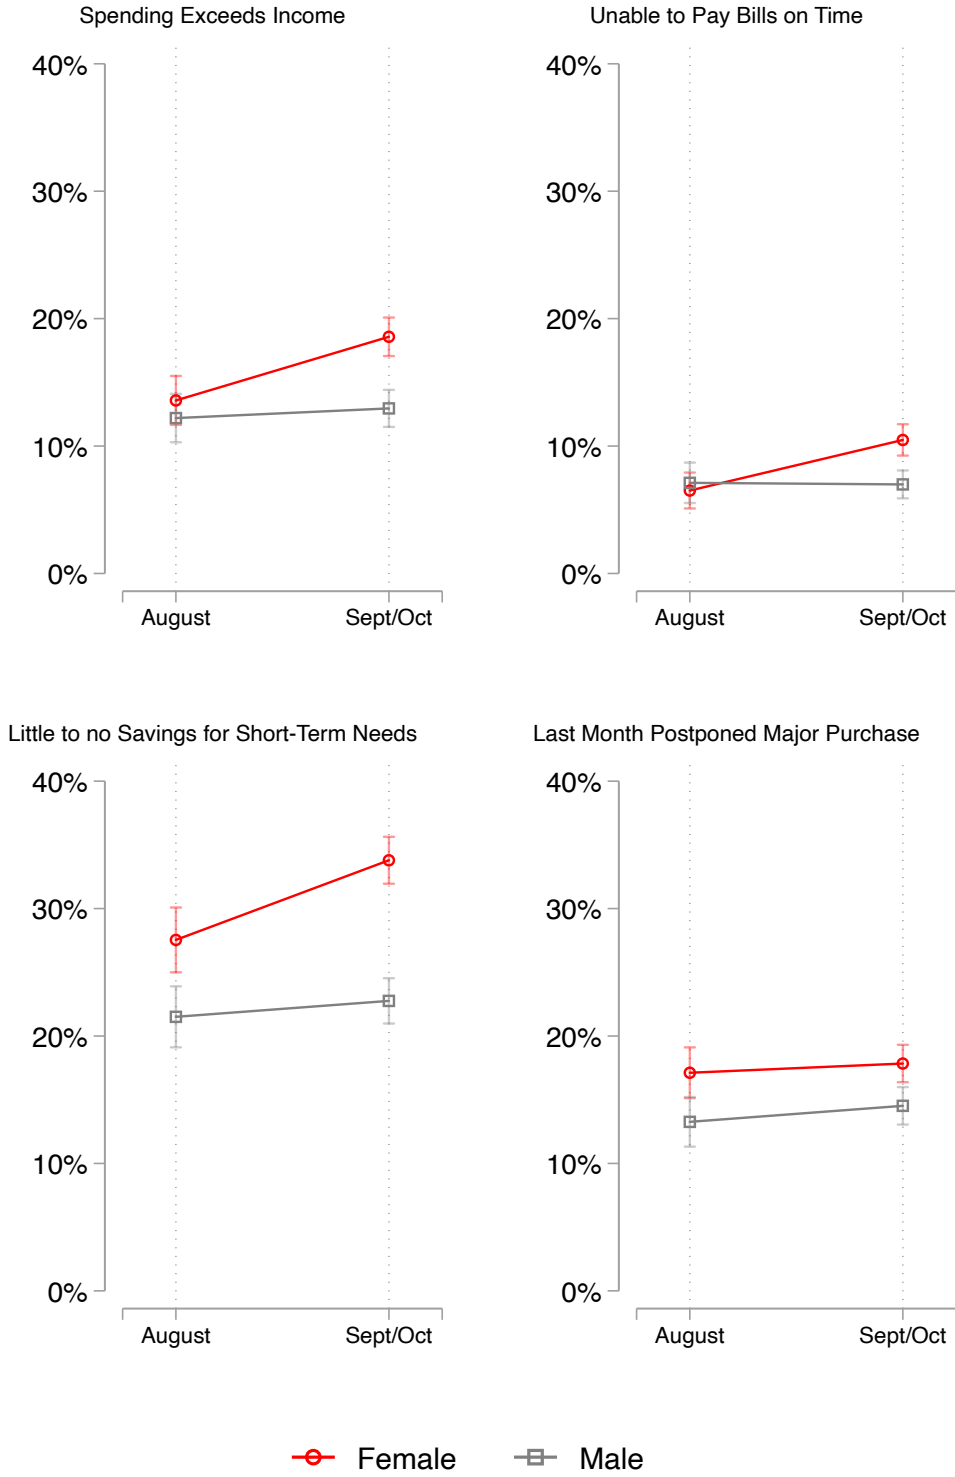 Spending Exceeds Income
40%
30%
20%
10%
0%
August Sept/Oct
Unable to Pay Bills on Time
40%
30%
20%
10%
0%
August Sept/Oct
Little to no Savings for Short-Term Needs
40%
30%
20%
10%
0%
August Sept/Oct
Last Month Postponed Major Purchase
40%
30%
20%
10%
0%
August Sept/Oct
Female Male